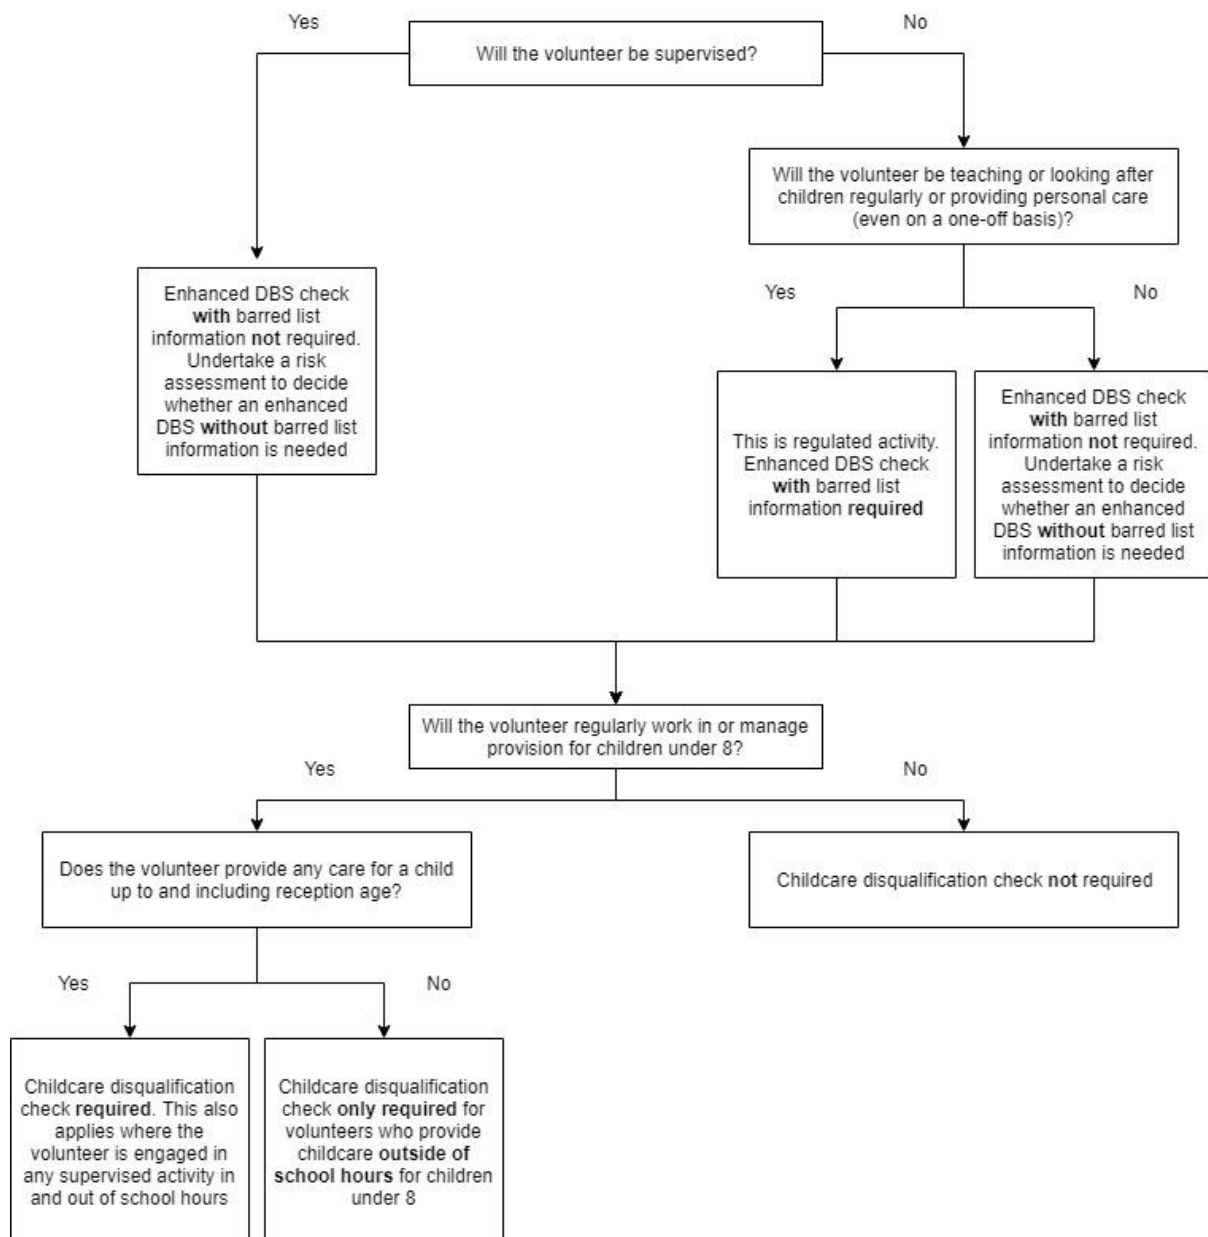 Yes
No
Will the volunteer be supervised?
Will the volunteer be teaching or looking after
children regularly or providing personal care
(even on a one-off basis)?
Yes
No
Enhanced DBS check
with barred list
information not required.
Undertake a risk
assessment to decide
whether an enhanced
DBS without barred list
information is needed
This is regulated activity.
Enhanced DBS check
with barred list
information required
Enhanced DBS check
with barred list
information not required.
Undertake a risk
assessment to decide
whether an enhanced
DBS without barred list
information is needed
Will the volunteer regularly work in or manage
provision for children under 8?
Yes
No
Does the volunteer provide any care for a child
up to and including reception age?
Childcare disqualification check not required
Yes
No
Childcare disqualification
check required. This also
applies where the
volunteer is engaged in
any supervised activity in
and out of school hours
Childcare disqualification
check only required for
volunteers who provide
childcare outside of
school hours for children
under 8